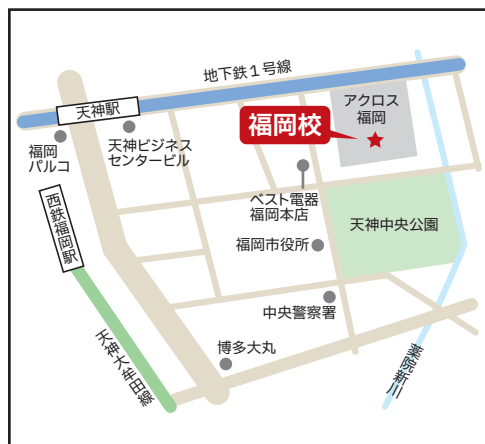 地下鉄1号線
天神駅
アクロス
福岡
福岡校
福岡
パルコ
天神ビジネス
センタービル
西鉄福岡駅
ベスト電器
福岡本店
天神中央公園
福岡市役所
中央警察署
天神大牟田線
博多大丸
薬院新川